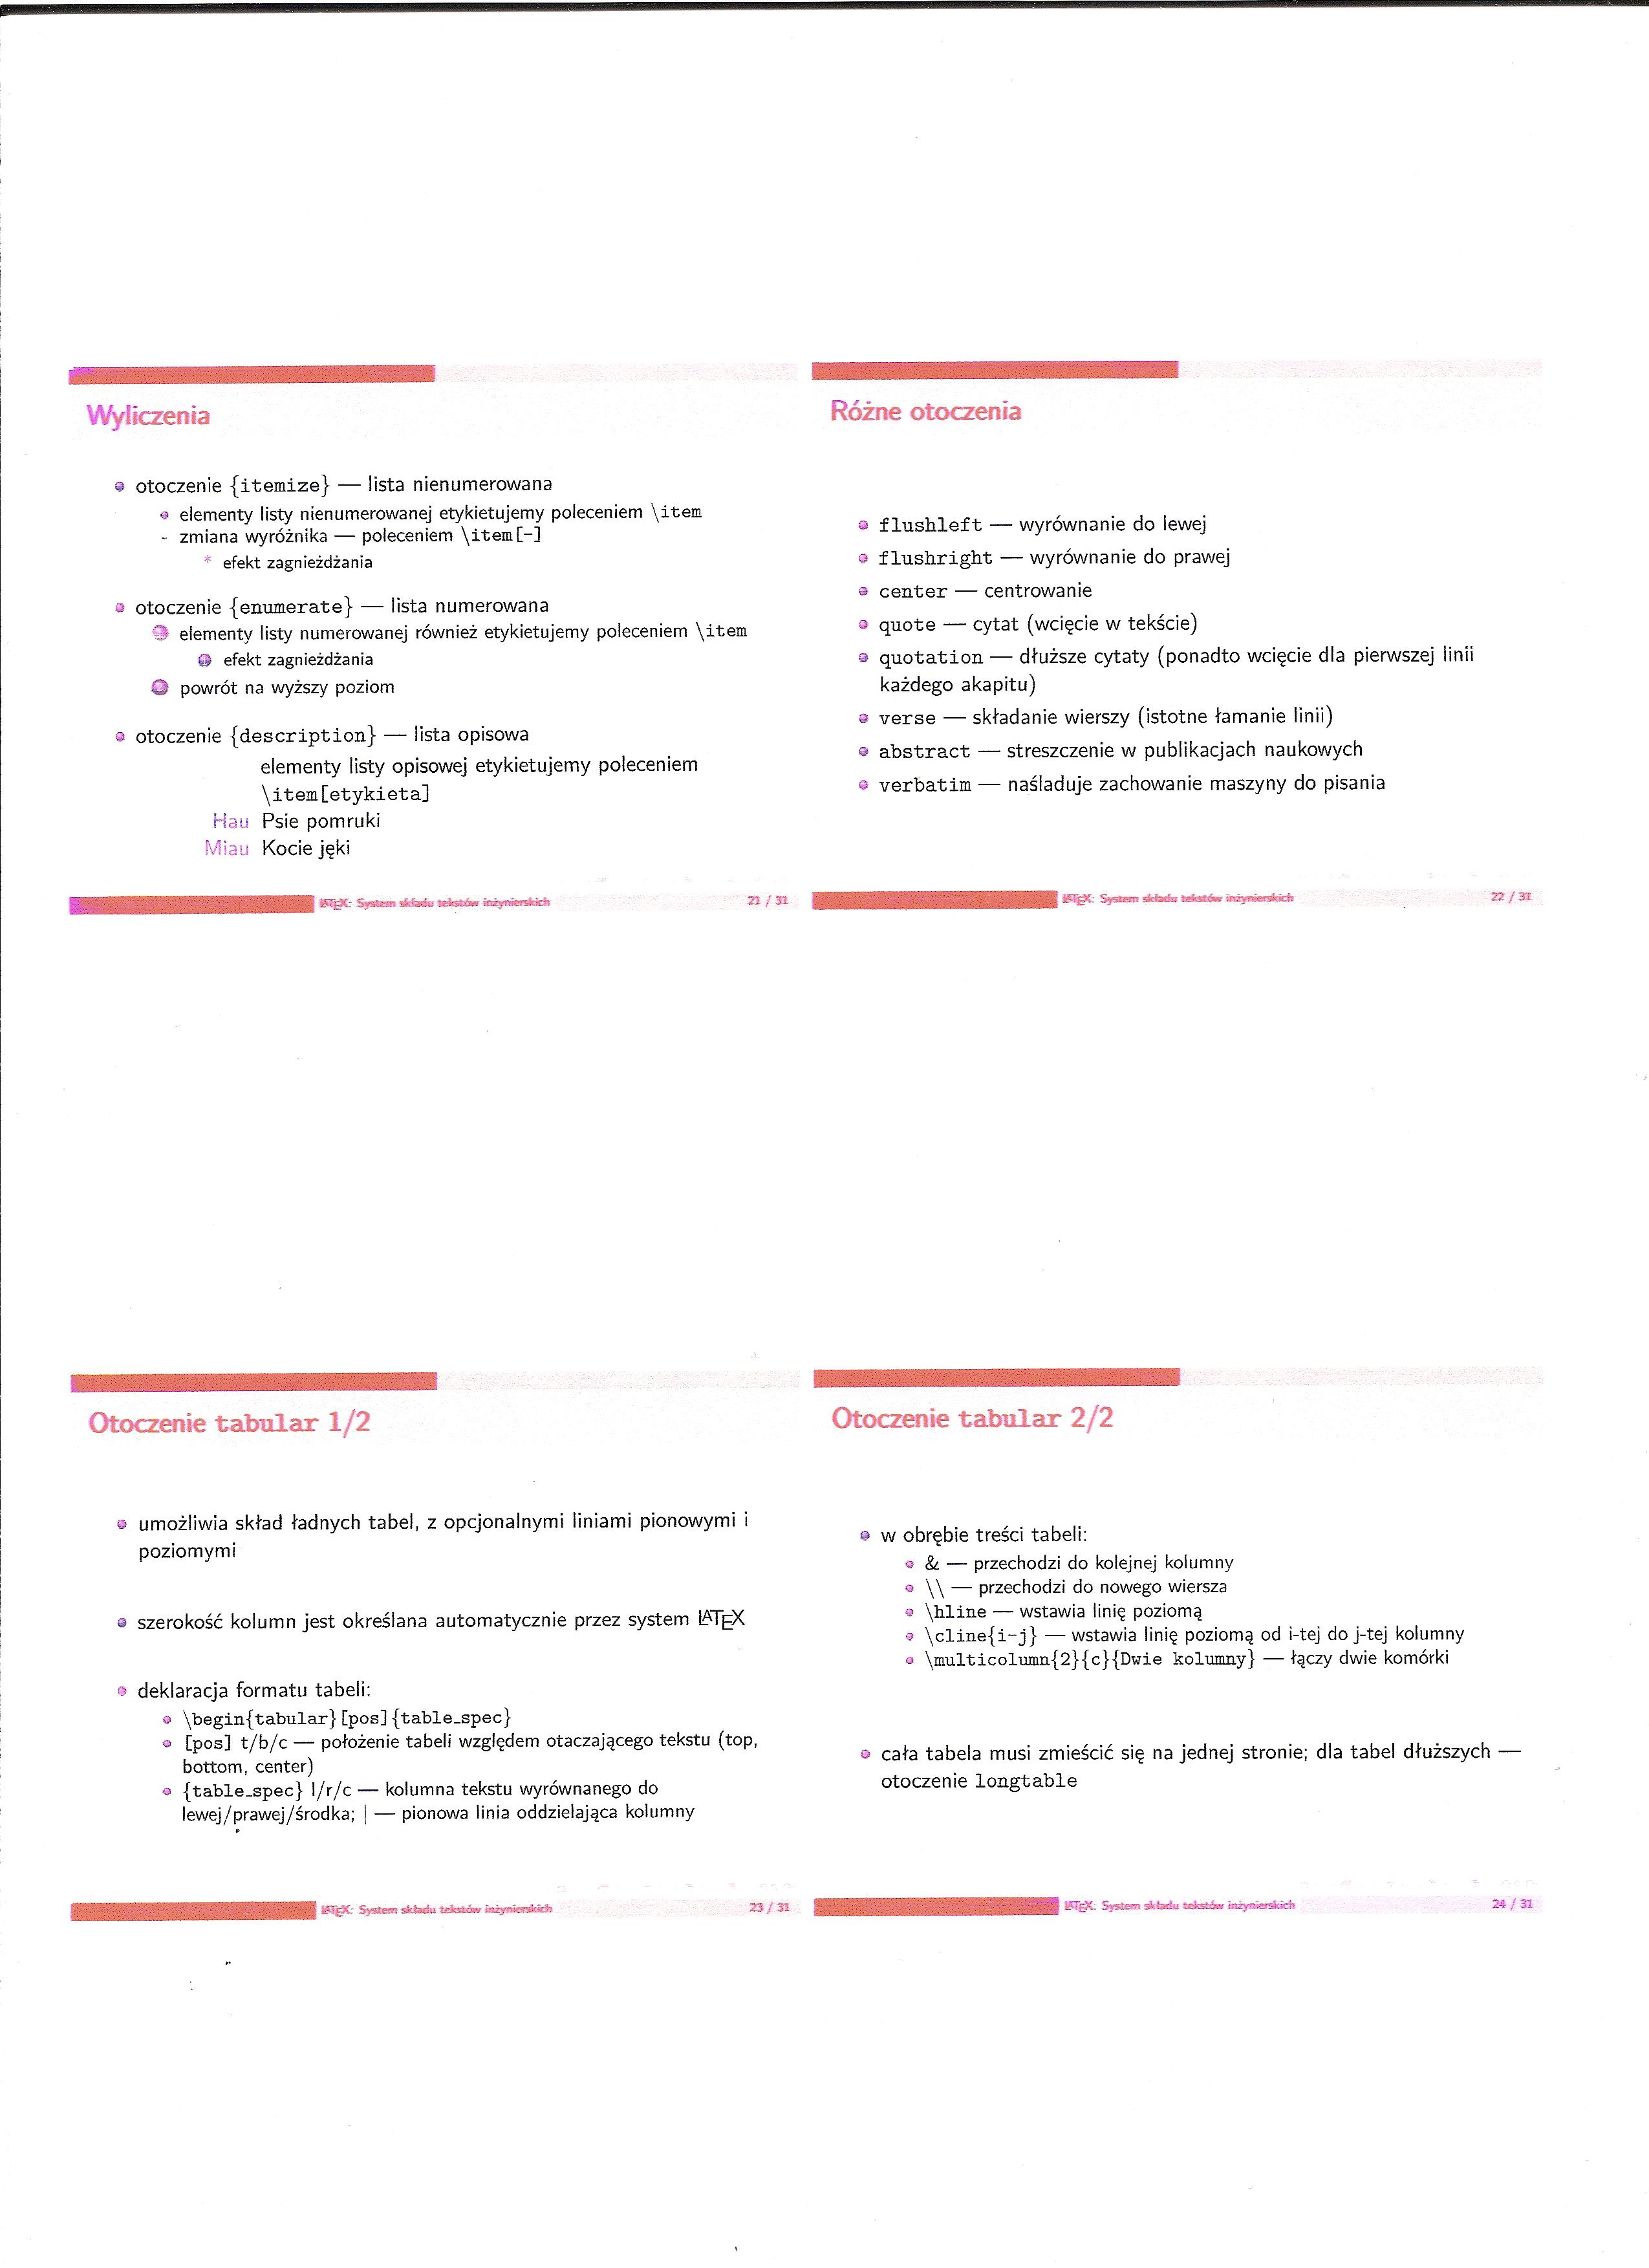 Wyliczenia
otoczenie {itemize} — lista nienumerowana
elementy listy nienumerowanej etykietujemy poleceniem \item
- zmiana wyróżnika — poleceniem \item[-]
* efekt zagnieżdżania
otoczenie {enumerate} — lista numerowana
elementy listy numerowanej również etykietujemy poleceniem \item
efekt zagnieżdżania
powrót na wyższy poziom
otoczenie {description} — lista opisowa
elementy listy opisowej etykietujemy poleceniem
\item[etykieta]
Hau Psie pomruki
Miau Kocie jęki
LATEX: System składu tekstów inżynierskich 21 / 31
Różne otoczenia
flushleft — wyrównanie do lewej
flushright — wyrównanie do prawej
center — centrowanie
quote — cytat (wcięcie w tekście)
quotation — dłuższe cytaty (ponadto wcięcie dla pierwszej linii
każdego akapitu)
verse — składanie wierszy (istotne łamanie linii)
abstract — streszczenie w publikacjach naukowych
verbatim — naśladuje zachowanie maszyny do pisania
LATEX: System składu tekstów inżynierskich 22 / 31
Otoczenie tabular 1/2
umożliwia skład ładnych tabel, z opcjonalnymi liniami pionowymi i
poziomymi
szerokość kolumn jest określana automatycznie przez system LATEX
deklaracja formatu tabeli:
\begin{tabular}[pos]{table_spec}
[pos] t/b/c — położenie tabeli względem otaczającego tekstu (top,
bottom, center)
{table_spec} l/r/c — kolumna tekstu wyrównanego do
lewej/prawej/środka; | — pionowa linia oddzielająca kolumny
LATEX: System składu tekstów inżynierskich 23 / 31
Otoczenie tabular 2/2
w obrębie treści tabeli:
& — przechodzi do kolejnej kolumny
\\ — przechodzi do nowego wiersza
\hline — wstawia linię poziomą
\cline{i-j} — wstawia linię poziomą od i-tej do j-tej kolumny
\multicolumn{2}{c}{Dwie kolumny} — łączy dwie komórki
cała tabela musi zmieścić się na jednej stronie; dla tabel dłuższych —
otoczenie longtable
LATEX: System składu tekstów inżynierskich 24 / 31